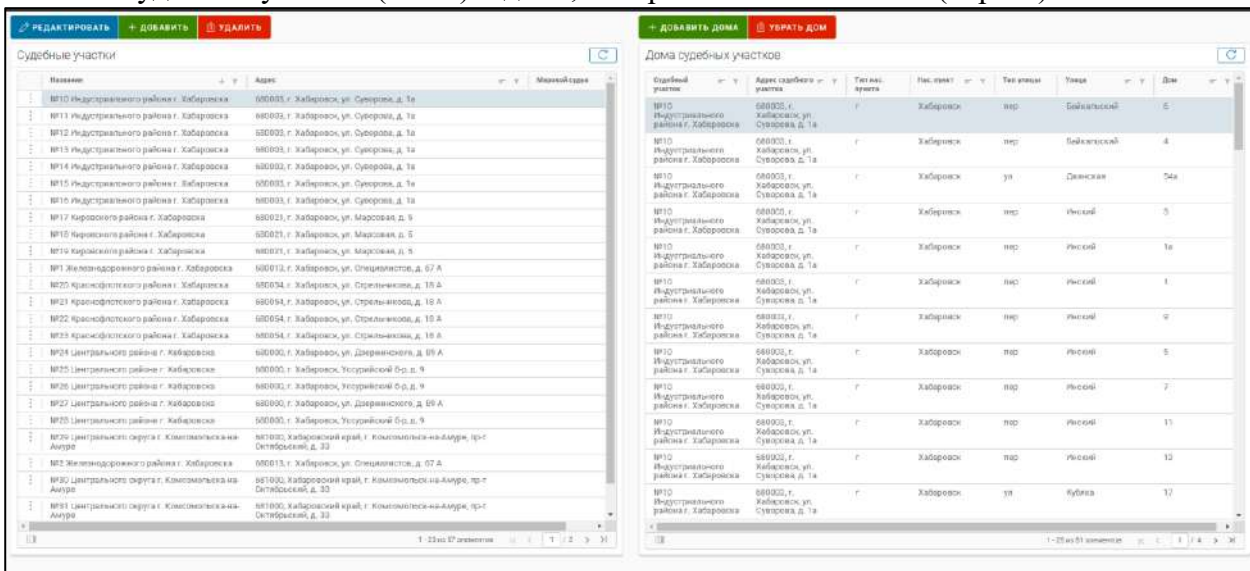 РЕДАКТИРОВАТЬ + ДОБАВИТЬ УДАЛИТЬ
Судебные участки
Название Адрес Мировой судья
№10 Индустриального района г. Хабаровска 680003, г. Хабаровск, ул. Суворова, д. 1а
№11 Индустриального района г. Хабаровска 680003, г. Хабаровск, ул. Суворова, д. 1а
№12 Индустриального района г. Хабаровска 680003, г. Хабаровск, ул. Суворова, д. 1а
№13 Индустриального района г. Хабаровска 680003, г. Хабаровск, ул. Суворова, д. 1а
№14 Индустриального района г. Хабаровска 680003, г. Хабаровск, ул. Суворова, д. 1а
№15 Индустриального района г. Хабаровска 680003, г. Хабаровск, ул. Суворова, д. 1а
№16 Индустриального района г. Хабаровска 680003, г. Хабаровск, ул. Суворова, д. 1а
№17 Кировского района г. Хабаровска 680021, г. Хабаровск, ул. Марсовая, д. 5
№18 Кировского района г. Хабаровска 680021, г. Хабаровск, ул. Марсовая, д. 5
№19 Кировского района г. Хабаровска 680021, г. Хабаровск, ул. Марсовая, д. 5
№1 Железнодорожного района г. Хабаровска 680013, г. Хабаровск, ул. Специалистов, д. 67 А
№20 Краснофлотского района г. Хабаровска 680054, г. Хабаровск, ул. Стрельникова, д. 18 А
№21 Краснофлотского района г. Хабаровска 680054, г. Хабаровск, ул. Стрельникова, д. 18 А
№22 Краснофлотского района г. Хабаровска 680054, г. Хабаровск, ул. Стрельникова, д. 18 А
№23 Краснофлотского района г. Хабаровска 680054, г. Хабаровск, ул. Стрельникова, д. 18 А
№24 Центрального района г. Хабаровска 680000, г. Хабаровск, ул. Дзержинского, д. 89 А
№25 Центрального района г. Хабаровска 680000, г. Хабаровск, Уссурийский б-р, д. 9
№26 Центрального района г. Хабаровска 680000, г. Хабаровск, Уссурийский б-р, д. 9
№27 Центрального района г. Хабаровска 680000, г. Хабаровск, ул. Дзержинского, д. 89 А
№28 Центрального района г. Хабаровска 680000, г. Хабаровск, Уссурийский б-р, д. 9
№29 Центрального округа г. Комсомольска-на- 681000, Хабаровский край, г. Комсомольск-на-Амуре, пр-т
Амуре Октябрьский, д. 33
№2 Железнодорожного района г. Хабаровска 680013, г. Хабаровск, ул. Специалистов, д. 67 А
№30 Центрального округа г. Комсомольска-на- 681000, Хабаровский край, г. Комсомольск-на-Амуре, пр-т
Амуре Октябрьский, д. 33
№31 Центрального округа г. Комсомольска-на- 681000, Хабаровский край, г. Комсомольск-на-Амуре, пр-т
Амуре Октябрьский, д. 33
из 57 элементов 1 / 2
+ ДОБАВИТЬ ДОМА УБРАТЬ ДОМ
Дома судебных участков
Судебный Адрес судебного Тип нас. Нас. пункт Тип улицы Улица Дом
участок участка пункта
№10 680003, г. г Хабаровск пер Байкальский 6
Индустриального Хабаровск, ул.
района г. Хабаровска Суворова, д. 1а
№10 680003, г. г Хабаровск пер Байкальский 4
Индустриального Хабаровск, ул.
района г. Хабаровска Суворова, д. 1а
№10 680003, г. г Хабаровск ул Двинская 54а
Индустриального Хабаровск, ул.
района г. Хабаровска Суворова, д. 1а
№10 680003, г. г Хабаровск пер Инский 3
Индустриального Хабаровск, ул.
района г. Хабаровска Суворова, д. 1а
№10 680003, г. г Хабаровск пер Инский 1а
Индустриального Хабаровск, ул.
района г. Хабаровска Суворова, д. 1а
№10 680003, г. г Хабаровск пер Инский 1
Индустриального Хабаровск, ул.
района г. Хабаровска Суворова, д. 1а
№10 680003, г. г Хабаровск пер Инский 9
Индустриального Хабаровск, ул.
района г. Хабаровска Суворова, д. 1а
№10 680003, г. г Хабаровск пер Инский 5
Индустриального Хабаровск, ул.
района г. Хабаровска Суворова, д. 1а
№10 680003, г. г Хабаровск пер Инский 7
Индустриального Хабаровск, ул.
района г. Хабаровска Суворова, д. 1а
№10 680003, г. г Хабаровск пер Инский 11
Индустриального Хабаровск, ул.
района г. Хабаровска Суворова, д. 1а
№10 680003, г. г Хабаровск пер Инский 13
Индустриального Хабаровск, ул.
района г. Хабаровска Суворова, д. 1а
№10 680003, г. г Хабаровск ул Кубяка 17
Индустриального Хабаровск, ул.
района г. Хабаровска Суворова, д. 1а
элементов 1 / 4